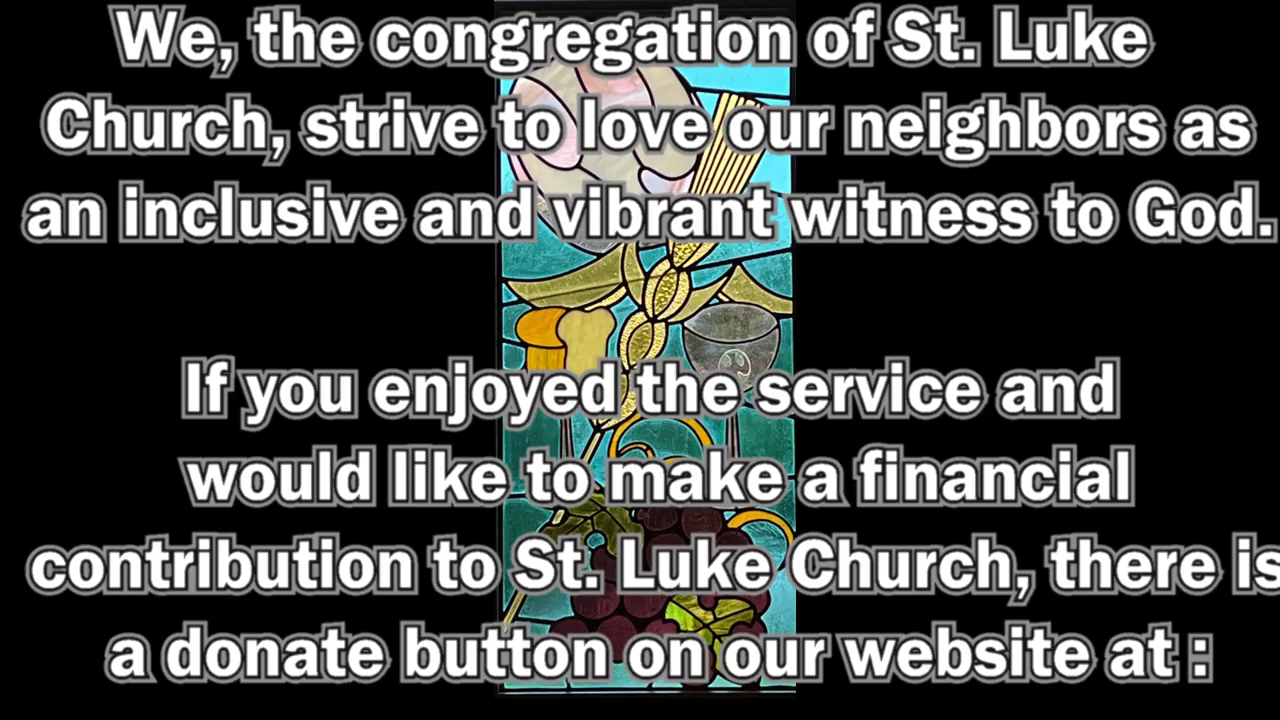 We, the congregation of St. Luke
Church, strive to love our neighbors as
an inclusive and vibrant witness to God.
If you enjoyed the service and
would like to make a financial
contribution to St. Luke Church, there is
a donate button on our website at :